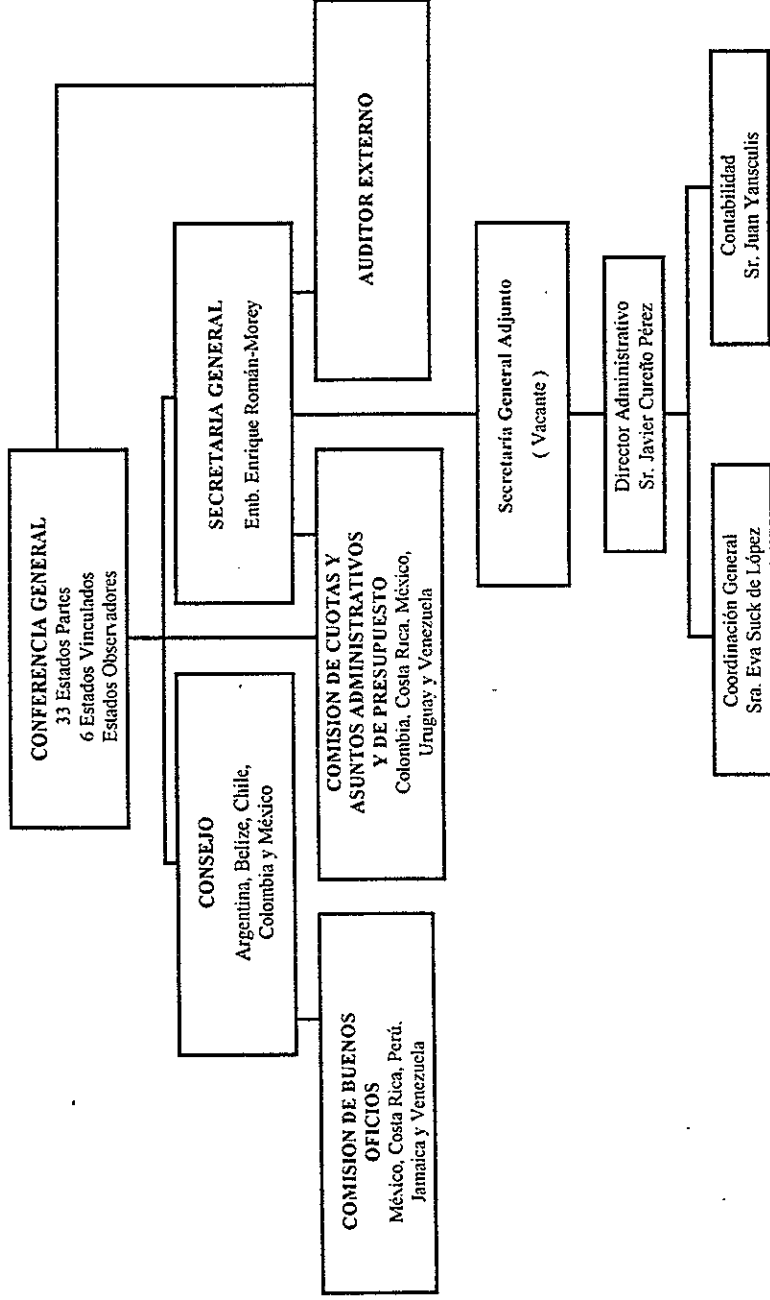 CONFERENCIA GENERAL
33 Estados Partes
6 Estados Vinculados
Estados Observadores
CONSEJO
Argentina, Belize, Chile,
Colombia y México
SECRETARIA GENERAL
Emb. Enrique Román-Morey
COMISION DE BUENOS
OFICIOS
México, Costa Rica, Perú.
Jamaica y Venezuela
COMISION DE CUOTAS Y
ASUNTOS ADMINISTRATIVOS
Y DE PRESUPUESTO
Colombia, Costa Rica, México,
Uruguay y Venezuela
AUDITOR EXTERNO
Secretaría General Adjunto
( Vacante )
Director Administrativo
Sr. Javier Cureño Pérez
Coordinación General
Sra. Eva Suck de López
Contabilidad
Sr. Juan Yansculis